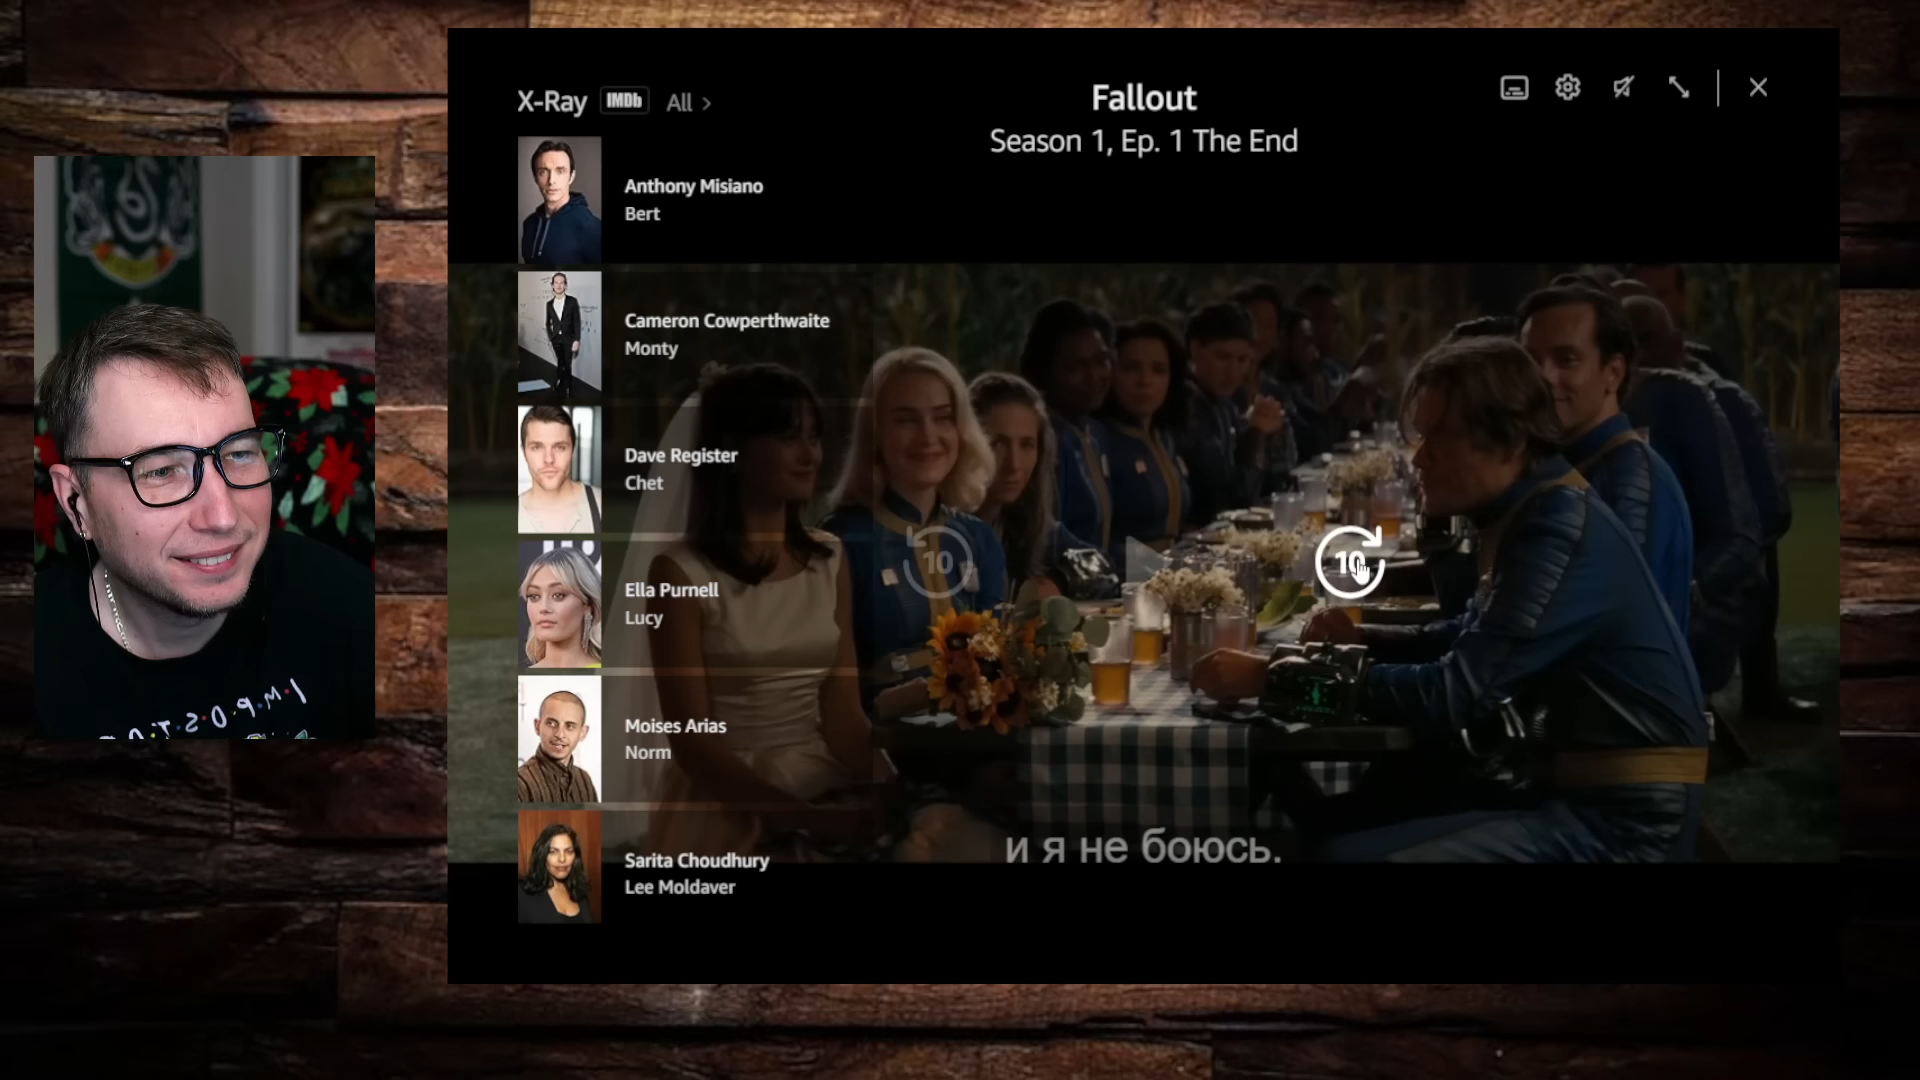 X-Ray IMDb All >
Fallout
Season 1, Ep. 1 The End
Anthony Misiano
Bert
Cameron Cowperthwaite
Monty
Dave Register
Chet
Ella Purnell
Lucy
Moises Arias
Norm
Sarita Choudhury
Lee Moldaver
10
10
и я не боюсь.